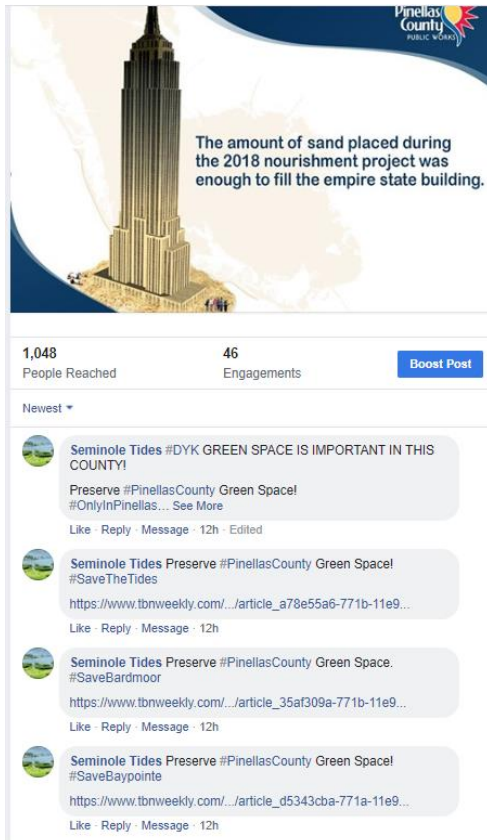 Pinellas
County
PUBLIC WORKS
The amount of sand placed during
the 2018 nourishment project was
enough to fill the empire state building.
1,048
People Reached
46
Engagements
Boost Post
Newest
Seminole Tides #DYK GREEN SPACE IS IMPORTANT IN THIS
COUNTY!
Preserve #PinellasCounty Green Space!
#OnlyInPinellas... See More
Like · Reply · Message · 12h · Edited
Seminole Tides Preserve #PinellasCounty Green Space!
#SaveTheTides
https://www.tbnweekly.com/.../article_a78e55a6-771b-11e9...
Like · Reply · Message · 12h
Seminole Tides Preserve #PinellasCounty Green Space.
#SaveBardmoor
https://www.tbnweekly.com/.../article_35af309a-771b-11e9...
Like · Reply · Message · 12h
Seminole Tides Preserve #PinellasCounty Green Space!
#SaveBaypointe
https://www.tbnweekly.com/.../article_d5343cba-771a-11e9...
Like · Reply · Message · 12h